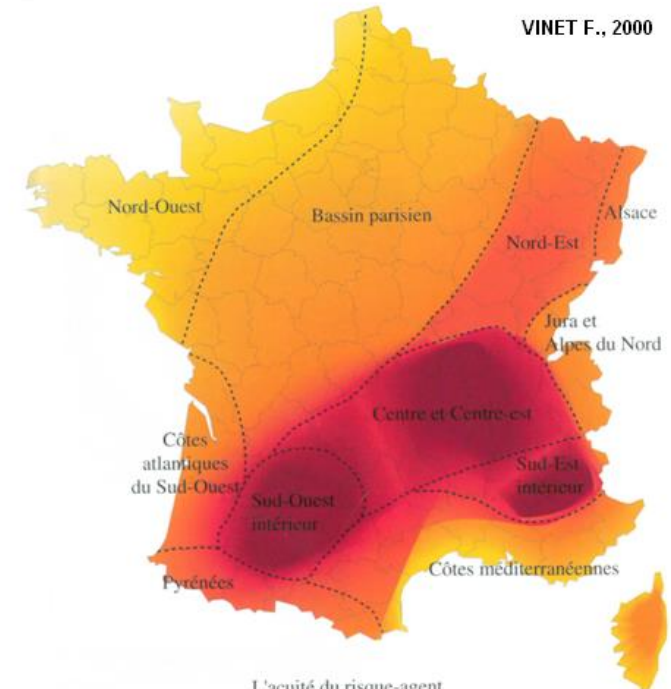 VINET F., 2000
Nord-Ouest
Bassin parisien
Alsace
Nord-Est
Jura et
Alpes du Nord
Centre et Centre-est
Côtes
atlantiques
du Sud-Ouest
Sud-Est
intérieur
Sud-Ouest
intérieur
Côtes méditerranéennes
Pyrénées
L'acuité du risque-agent